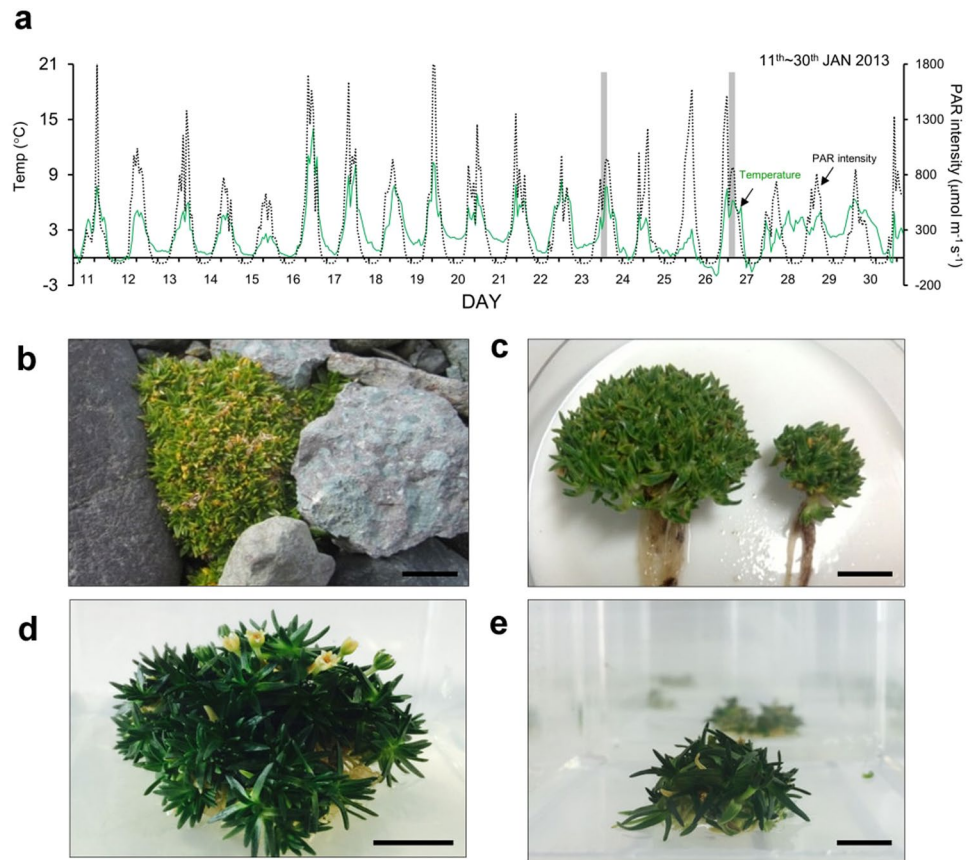 a
11th~30th JAN 2013
Temp (°C)
21
15
9
3
-3
1800
1300
800
300
-200
PAR intensity (μmol m⁻¹ s⁻¹)
PAR intensity
Temperature
11 12 13 14 15 16 17 18 19 20 21 22 23 24 25 26 27 28 29 30
DAY
b
c
d
e